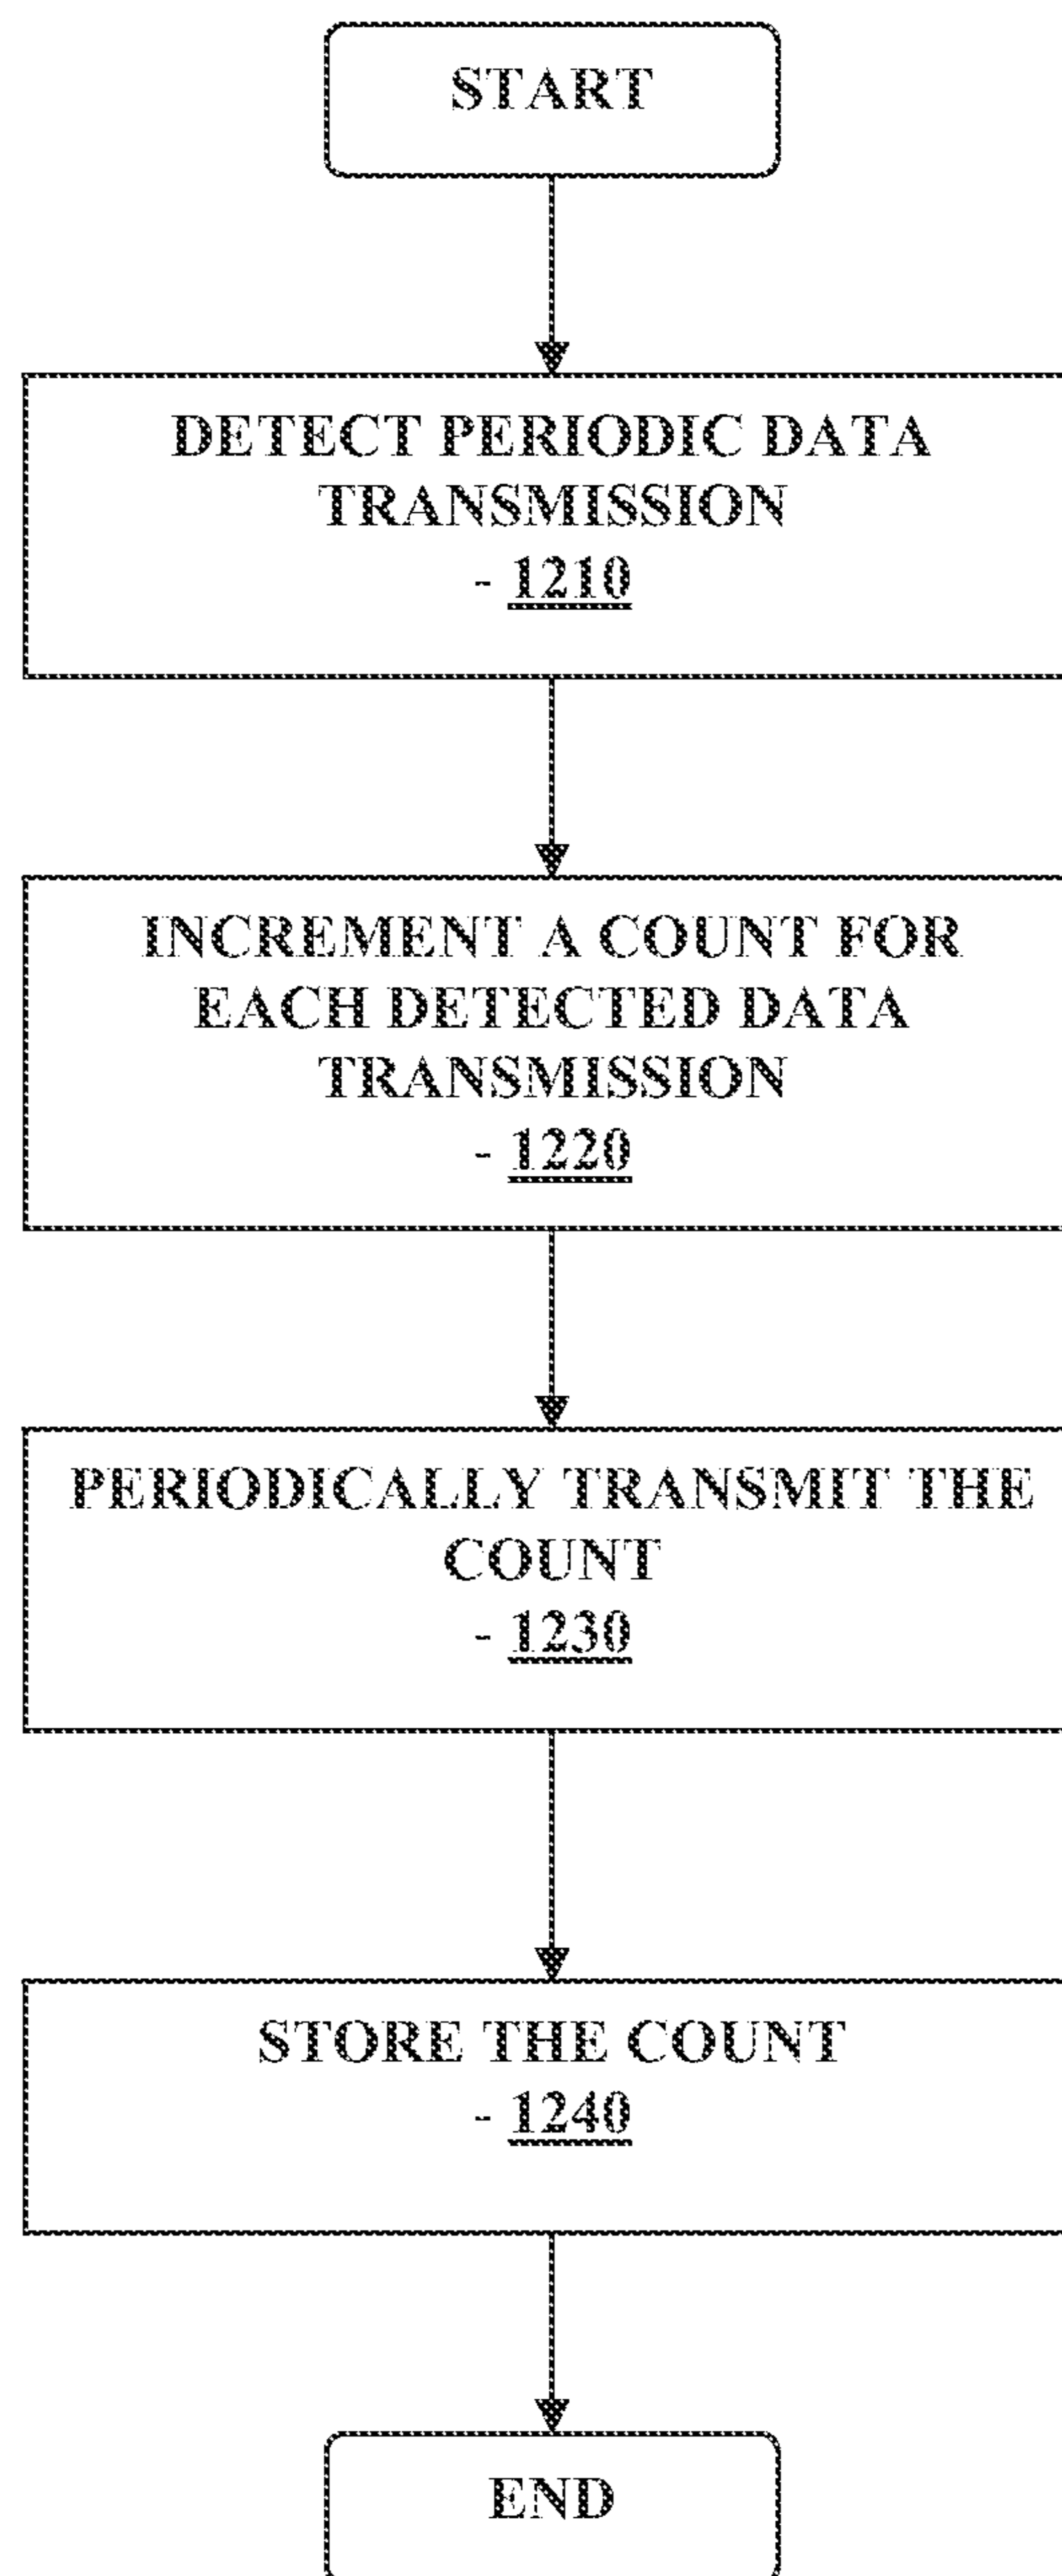 START
DETECT PERIODIC DATA
TRANSMISSION
- 1210
INCREMENT A COUNT FOR
EACH DETECTED DATA
TRANSMISSION
- 1220
PERIODICALLY TRANSMIT THE
COUNT
- 1230
STORE THE COUNT
- 1240
END